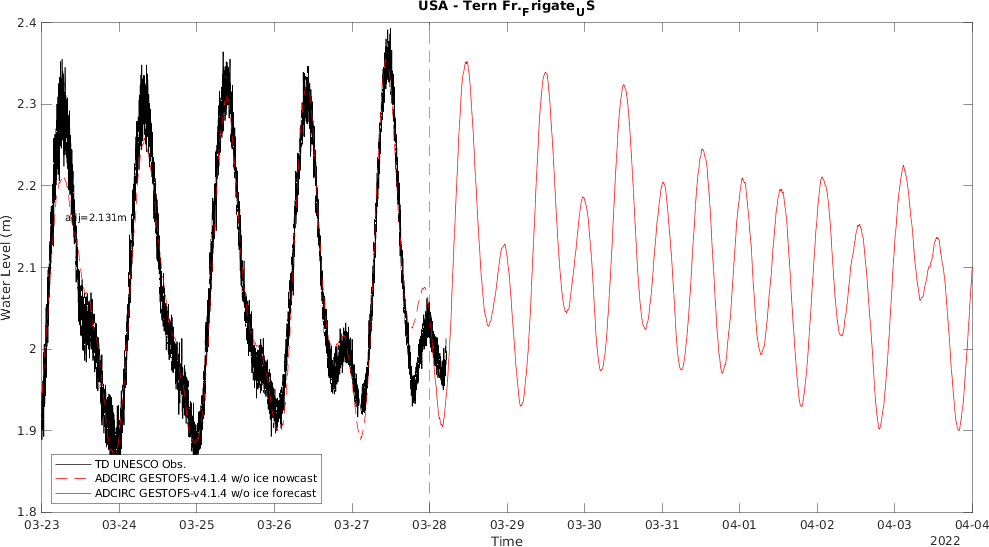 USA - Tern Fr.FrigateUS
2.4
2.3
2.2
2.1
2
1.9
1.8
Water Level (m)
adj=2.131m
TD UNESCO Obs.
ADCIRC GESTOFS-v4.1.4 w/o ice nowcast
ADCIRC GESTOFS-v4.1.4 w/o ice forecast
03-23 03-24 03-25 03-26 03-27 03-28 03-29 03-30 03-31 04-01 04-02 04-03 04-04
Time
2022